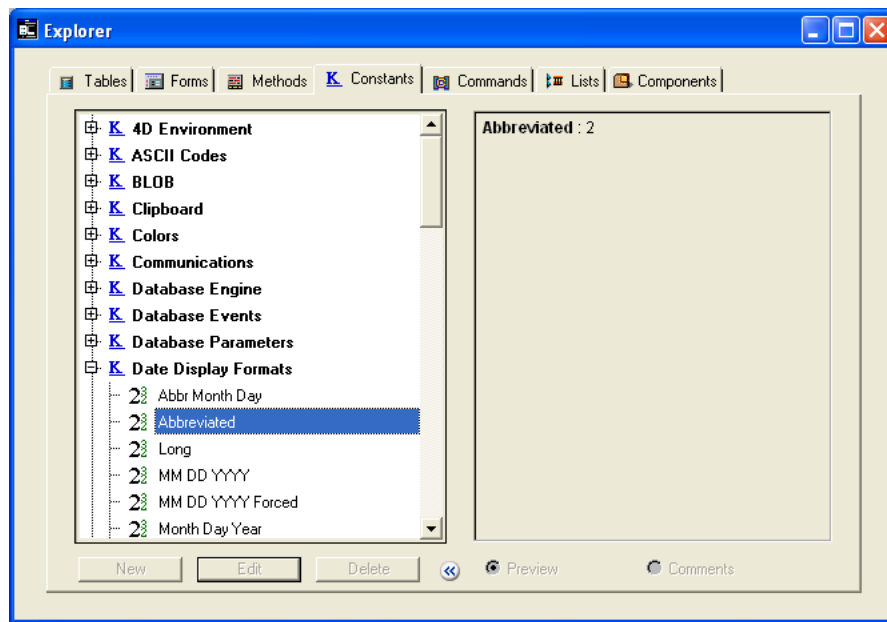 Explorer
Tables Forms Methods Constants Commands Lists Components
4D Environment
ASCII Codes
BLOB
Clipboard
Colors
Communications
Database Engine
Database Events
Database Parameters
Date Display Formats
Abbr Month Day
Abbreviated
Long
MM DD YYYY
MM DD YYYY Forced
Month Day Year
Abbreviated : 2
New Edit Delete Preview Comments